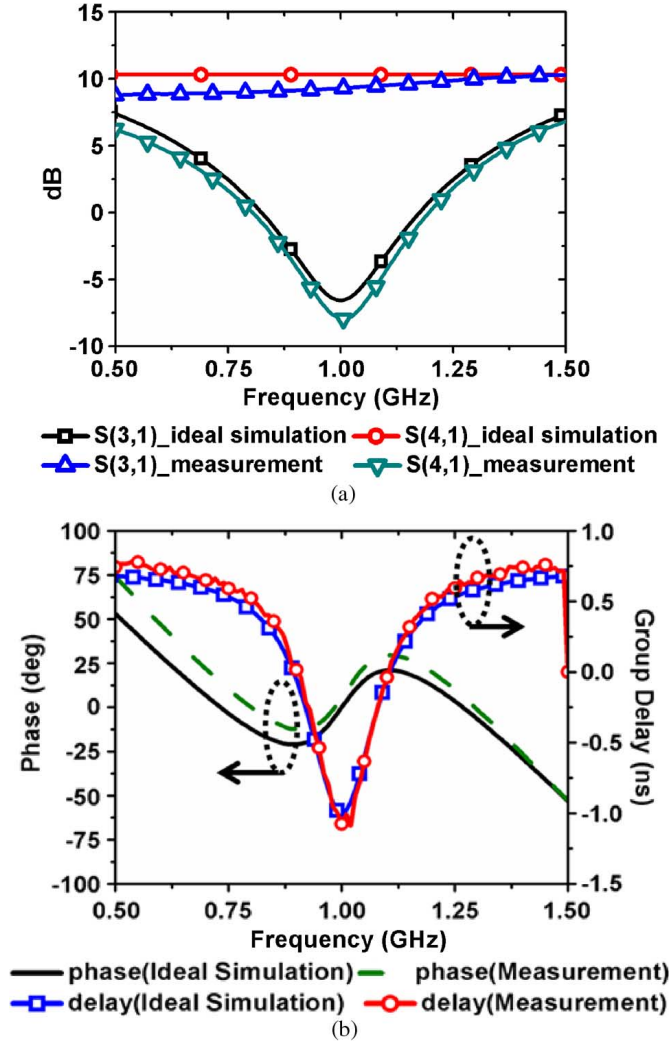 15
10
5
0
-5
-10
dB
0.50 0.75 1.00 1.25 1.50
Frequency (GHz)
S(3,1)_ideal simulation S(4,1)_ideal simulation
S(3,1)_measurement S(4,1)_measurement
(a)
100
75
50
25
0
-25
-50
-75
-100
Phase (deg)
1.0
0.5
0.0
-0.5
-1.0
-1.5
Group Delay (ns)
0.50 0.75 1.00 1.25 1.50
Frequency (GHz)
phase(Ideal Simulation) phase(Measurement)
delay(Ideal Simulation) delay(Measurement)
(b)